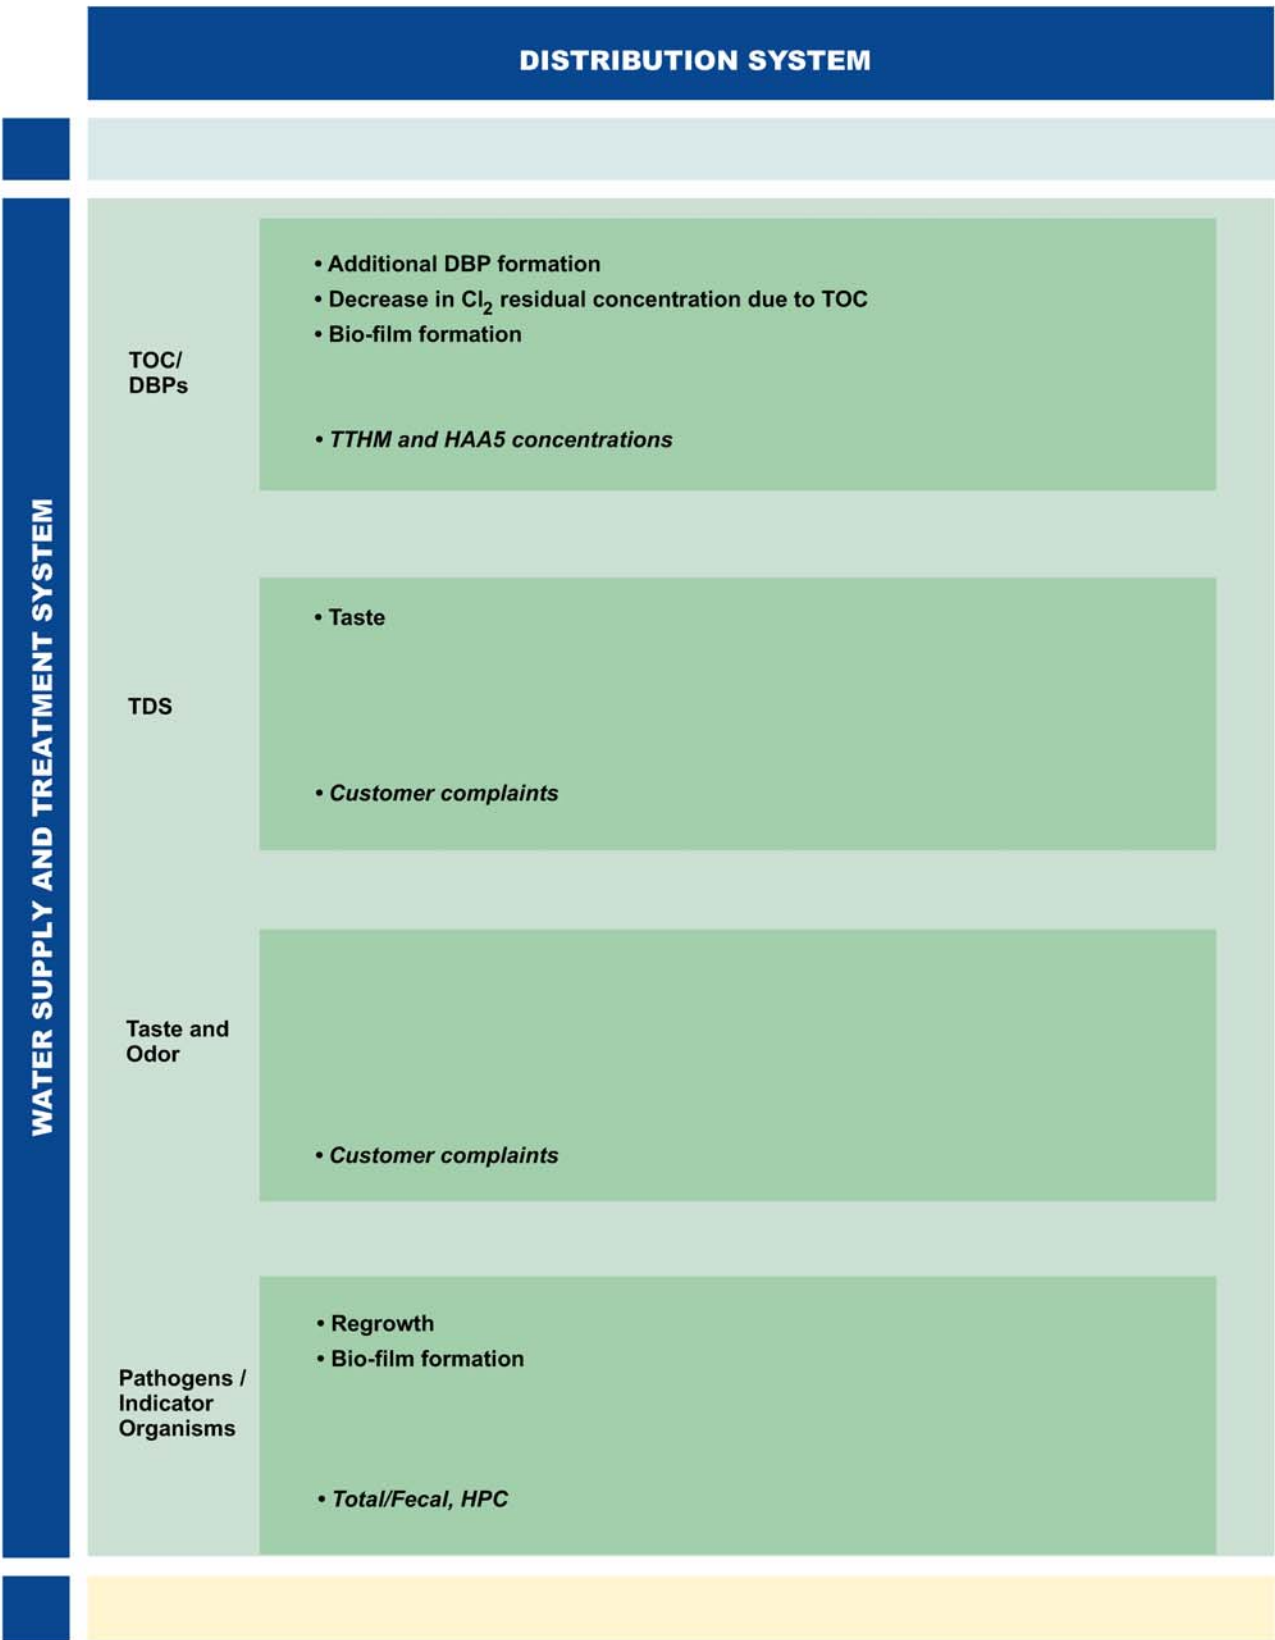 DISTRIBUTION SYSTEM
WATER SUPPLY AND TREATMENT SYSTEM
TOC/
DBPs
• Additional DBP formation
• Decrease in Cl₂ residual concentration due to TOC
• Bio-film formation
• TTHM and HAA5 concentrations
TDS
• Taste
• Customer complaints
Taste and
Odor
• Customer complaints
Pathogens /
Indicator
Organisms
• Regrowth
• Bio-film formation
• Total/Fecal, HPC